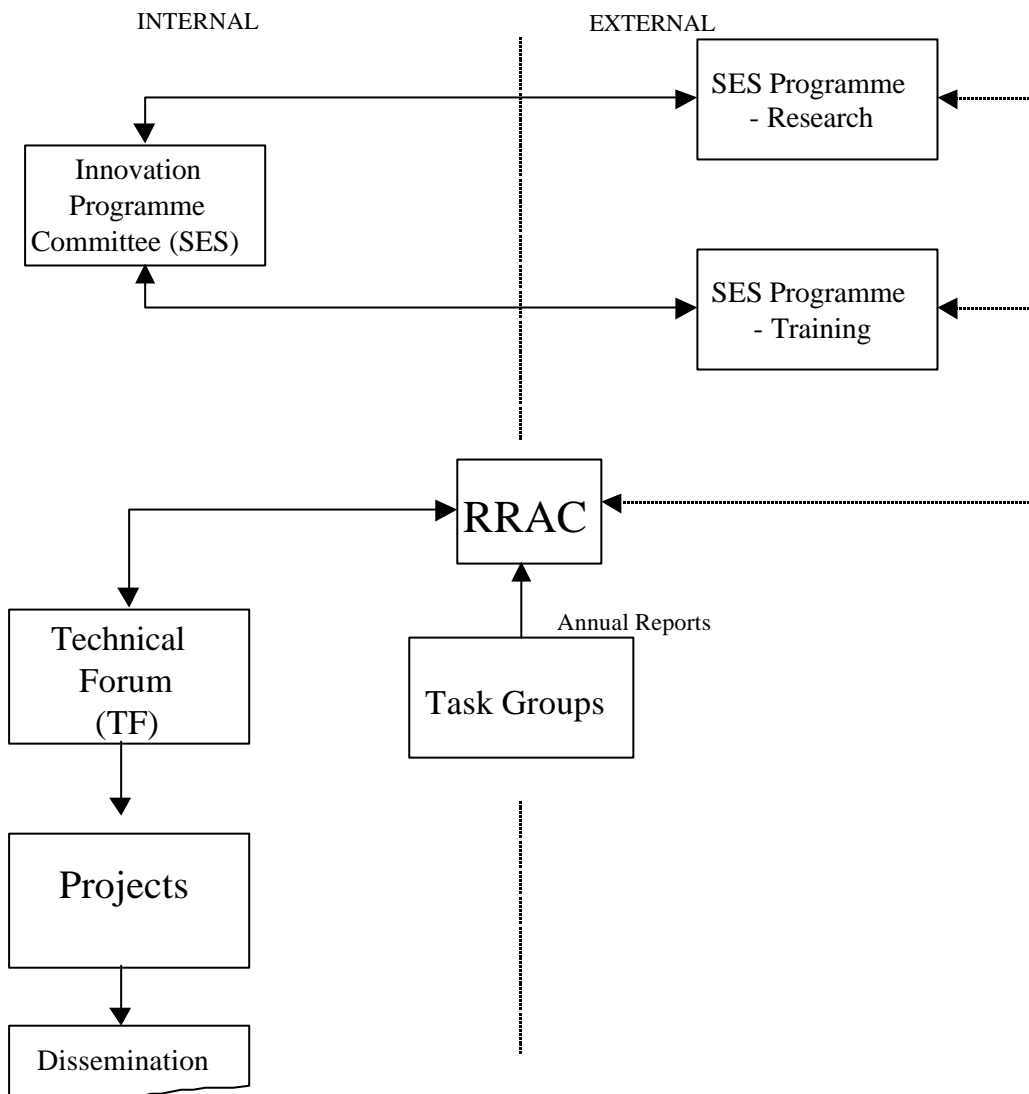 INTERNAL
EXTERNAL
SES Programme
- Research
Innovation
Programme
Committee (SES)
SES Programme
- Training
RRAC
Annual Reports
Technical
Forum
(TF)
Task Groups
Projects
Dissemination